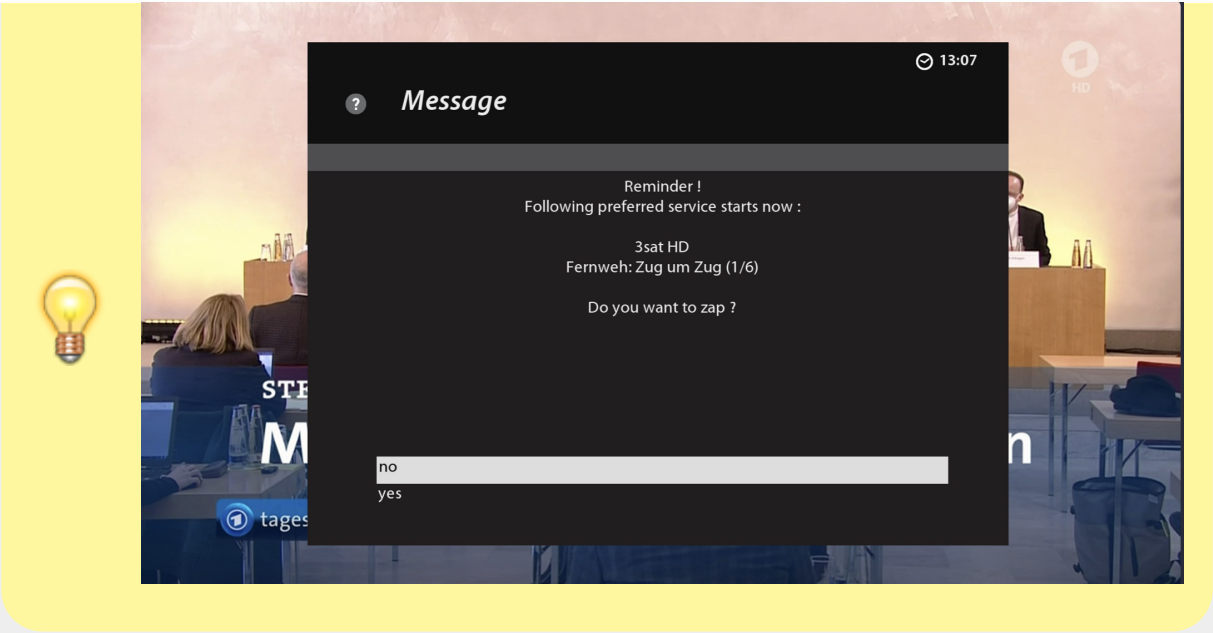 13:07
HD
? Message
Reminder !
Following preferred service starts now :
3sat HD
Fernweh: Zug um Zug (1/6)
Do you want to zap ?
STE
M
n
no
yes
1 tages